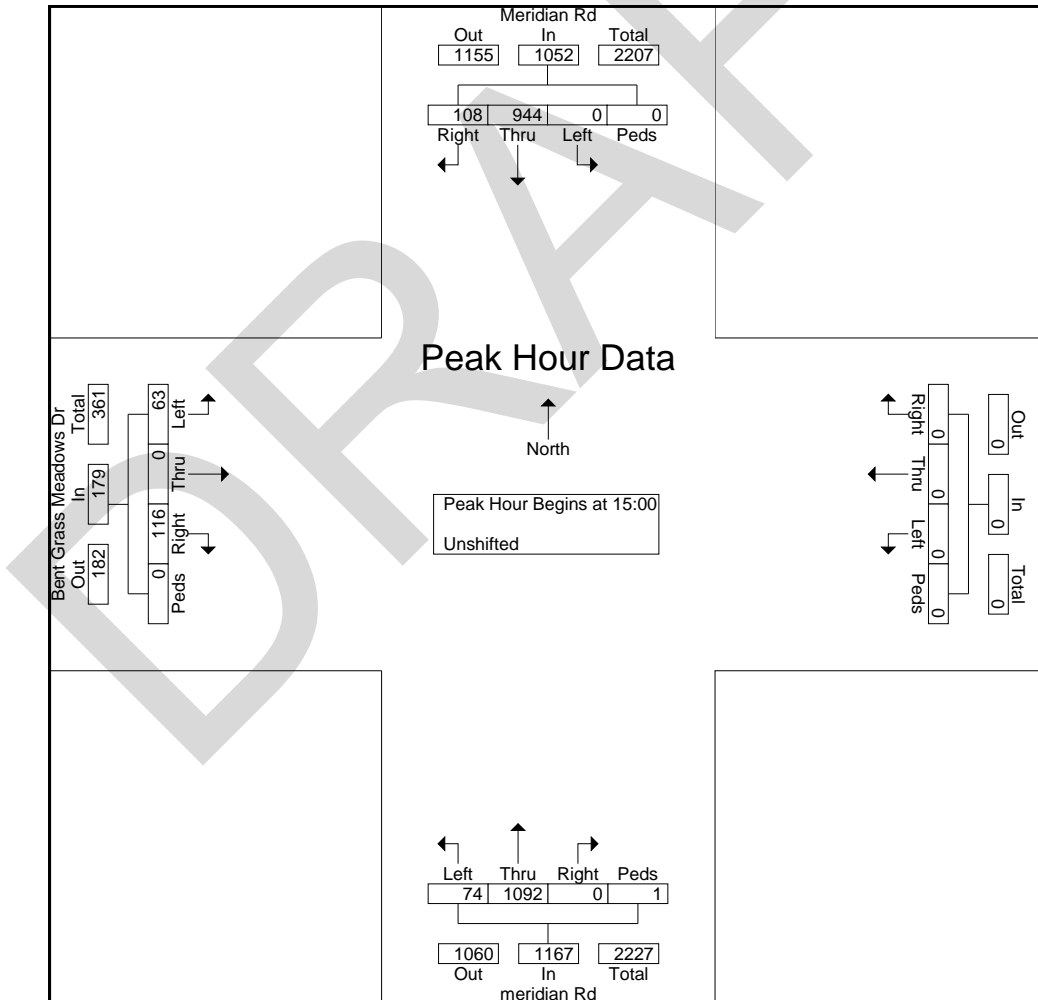 Meridian Rd
Out In Total
1155 1052 2207
108 944 0 0
Right Thru Left Peds
Peak Hour Data
North
Peak Hour Begins at 15:00
Unshifted
Bent Grass Meadows Dr
Out In Total
182 179 361
0 116 0 63
Peds Right Thru Left
Out In Total
0 0 0
Right Thru Left Peds
0 0 0 0
Left Thru Right Peds
74 1092 0 1
1060 1167 2227
Out In Total
meridian Rd
DRAF